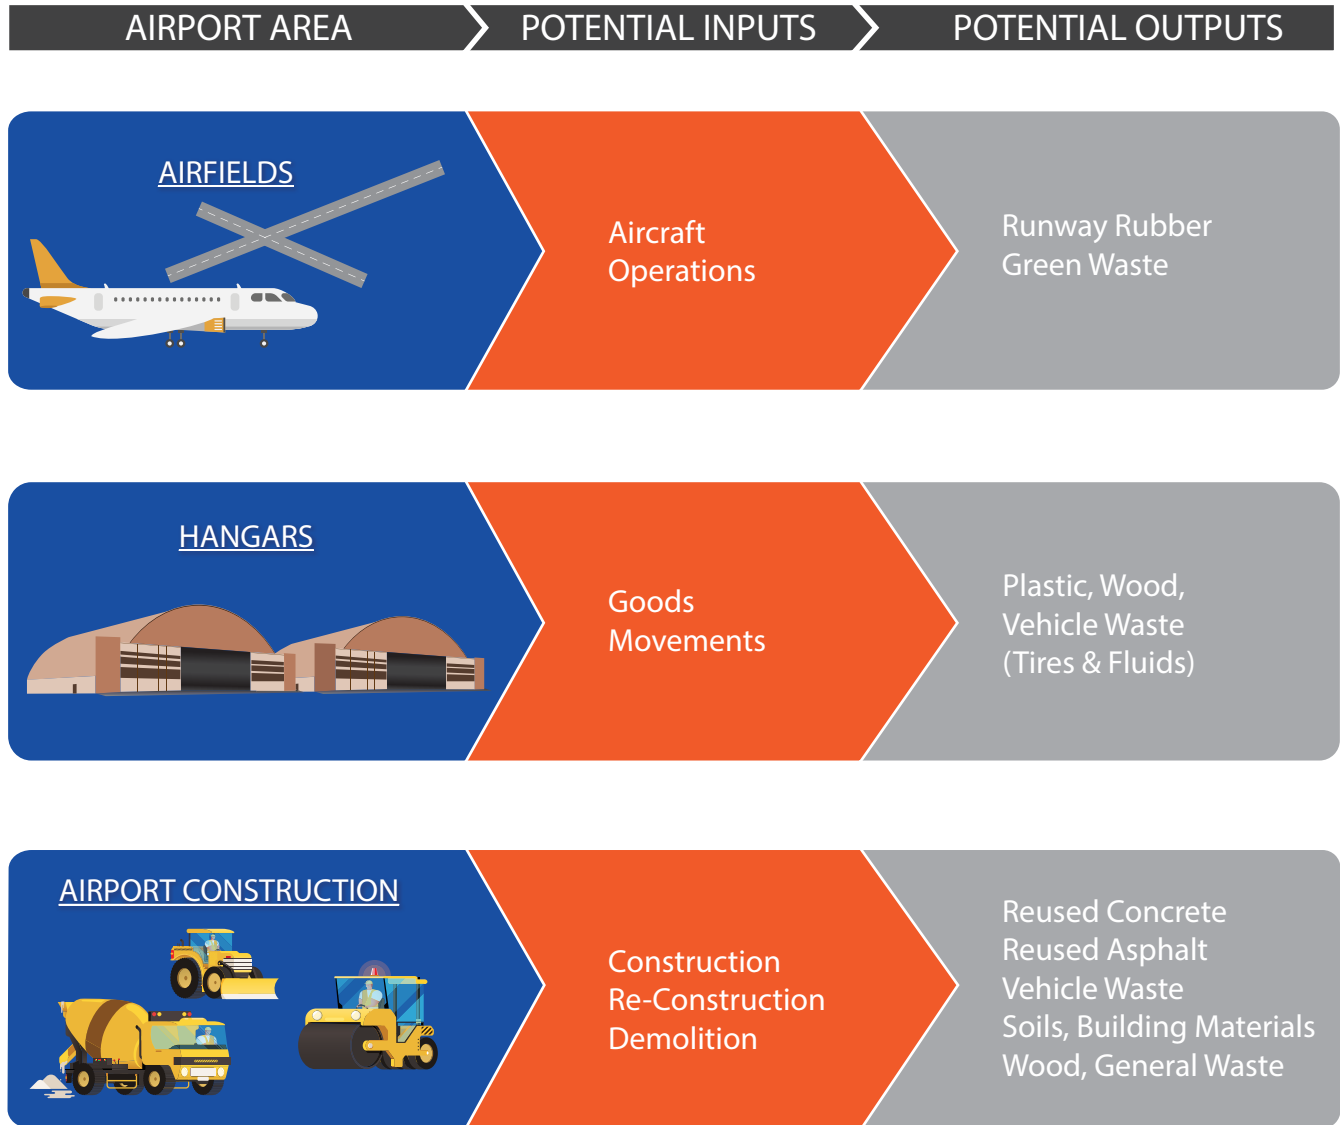 AIRPORT AREA
POTENTIAL INPUTS
POTENTIAL OUTPUTS
AIRFIELDS
Aircraft
Operations
Runway Rubber
Green Waste
HANGARS
Goods
Movements
Plastic, Wood,
Vehicle Waste
(Tires & Fluids)
AIRPORT CONSTRUCTION
Construction
Re-Construction
Demolition
Reused Concrete
Reused Asphalt
Vehicle Waste
Soils, Building Materials
Wood, General Waste